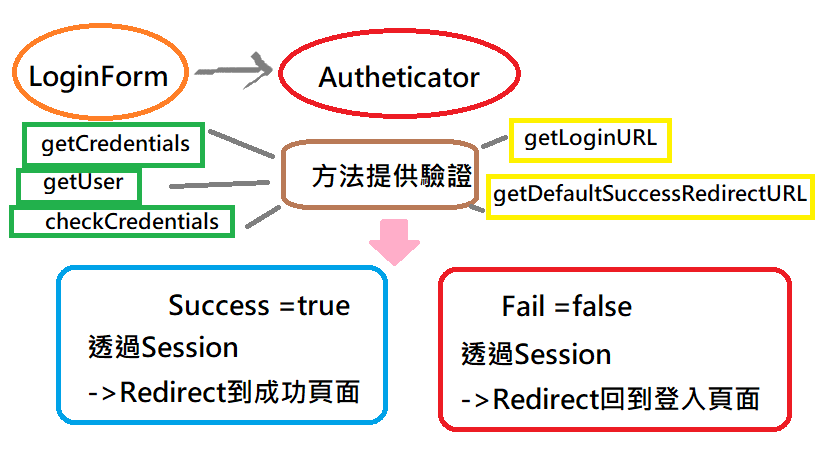 LoginForm
Autheticator
getCredentials
getUser
checkCredentials
方法提供驗證
getLoginURL
getDefaultSuccessRedirectURL
Success =true
透過Session
->Redirect到成功頁面
Fail =false
透過Session
->Redirect回到登入頁面